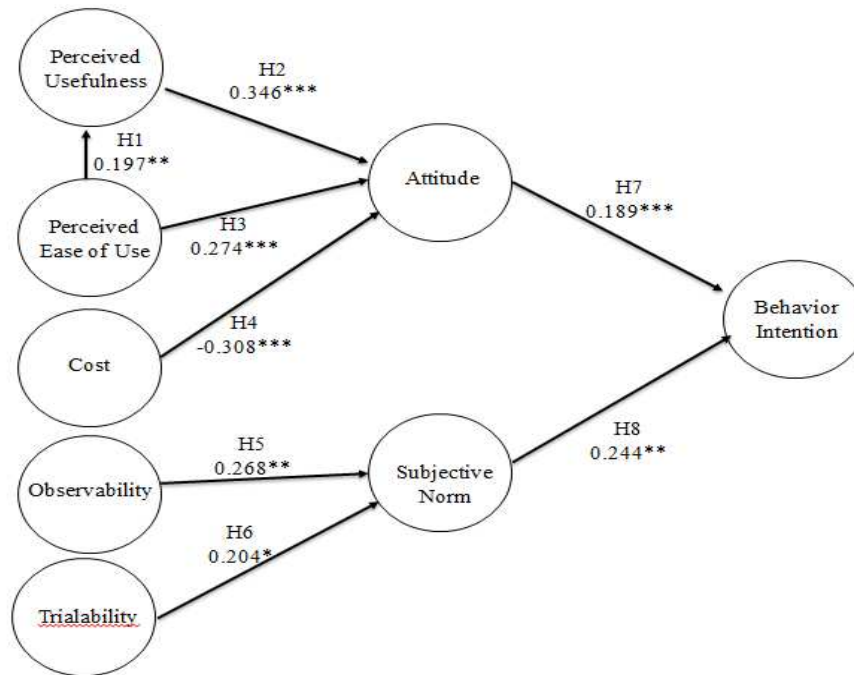 Perceived
Usefulness
H2
0.346***
H1
0.197**
Attitude
H7
0.189***
Perceived
Ease of Use
H3
0.274***
Behavior
Intention
H4
-0.308***
Cost
H5
0.268**
H8
0.244**
Observability
Subjective
Norm
H6
0.204*
Trialability